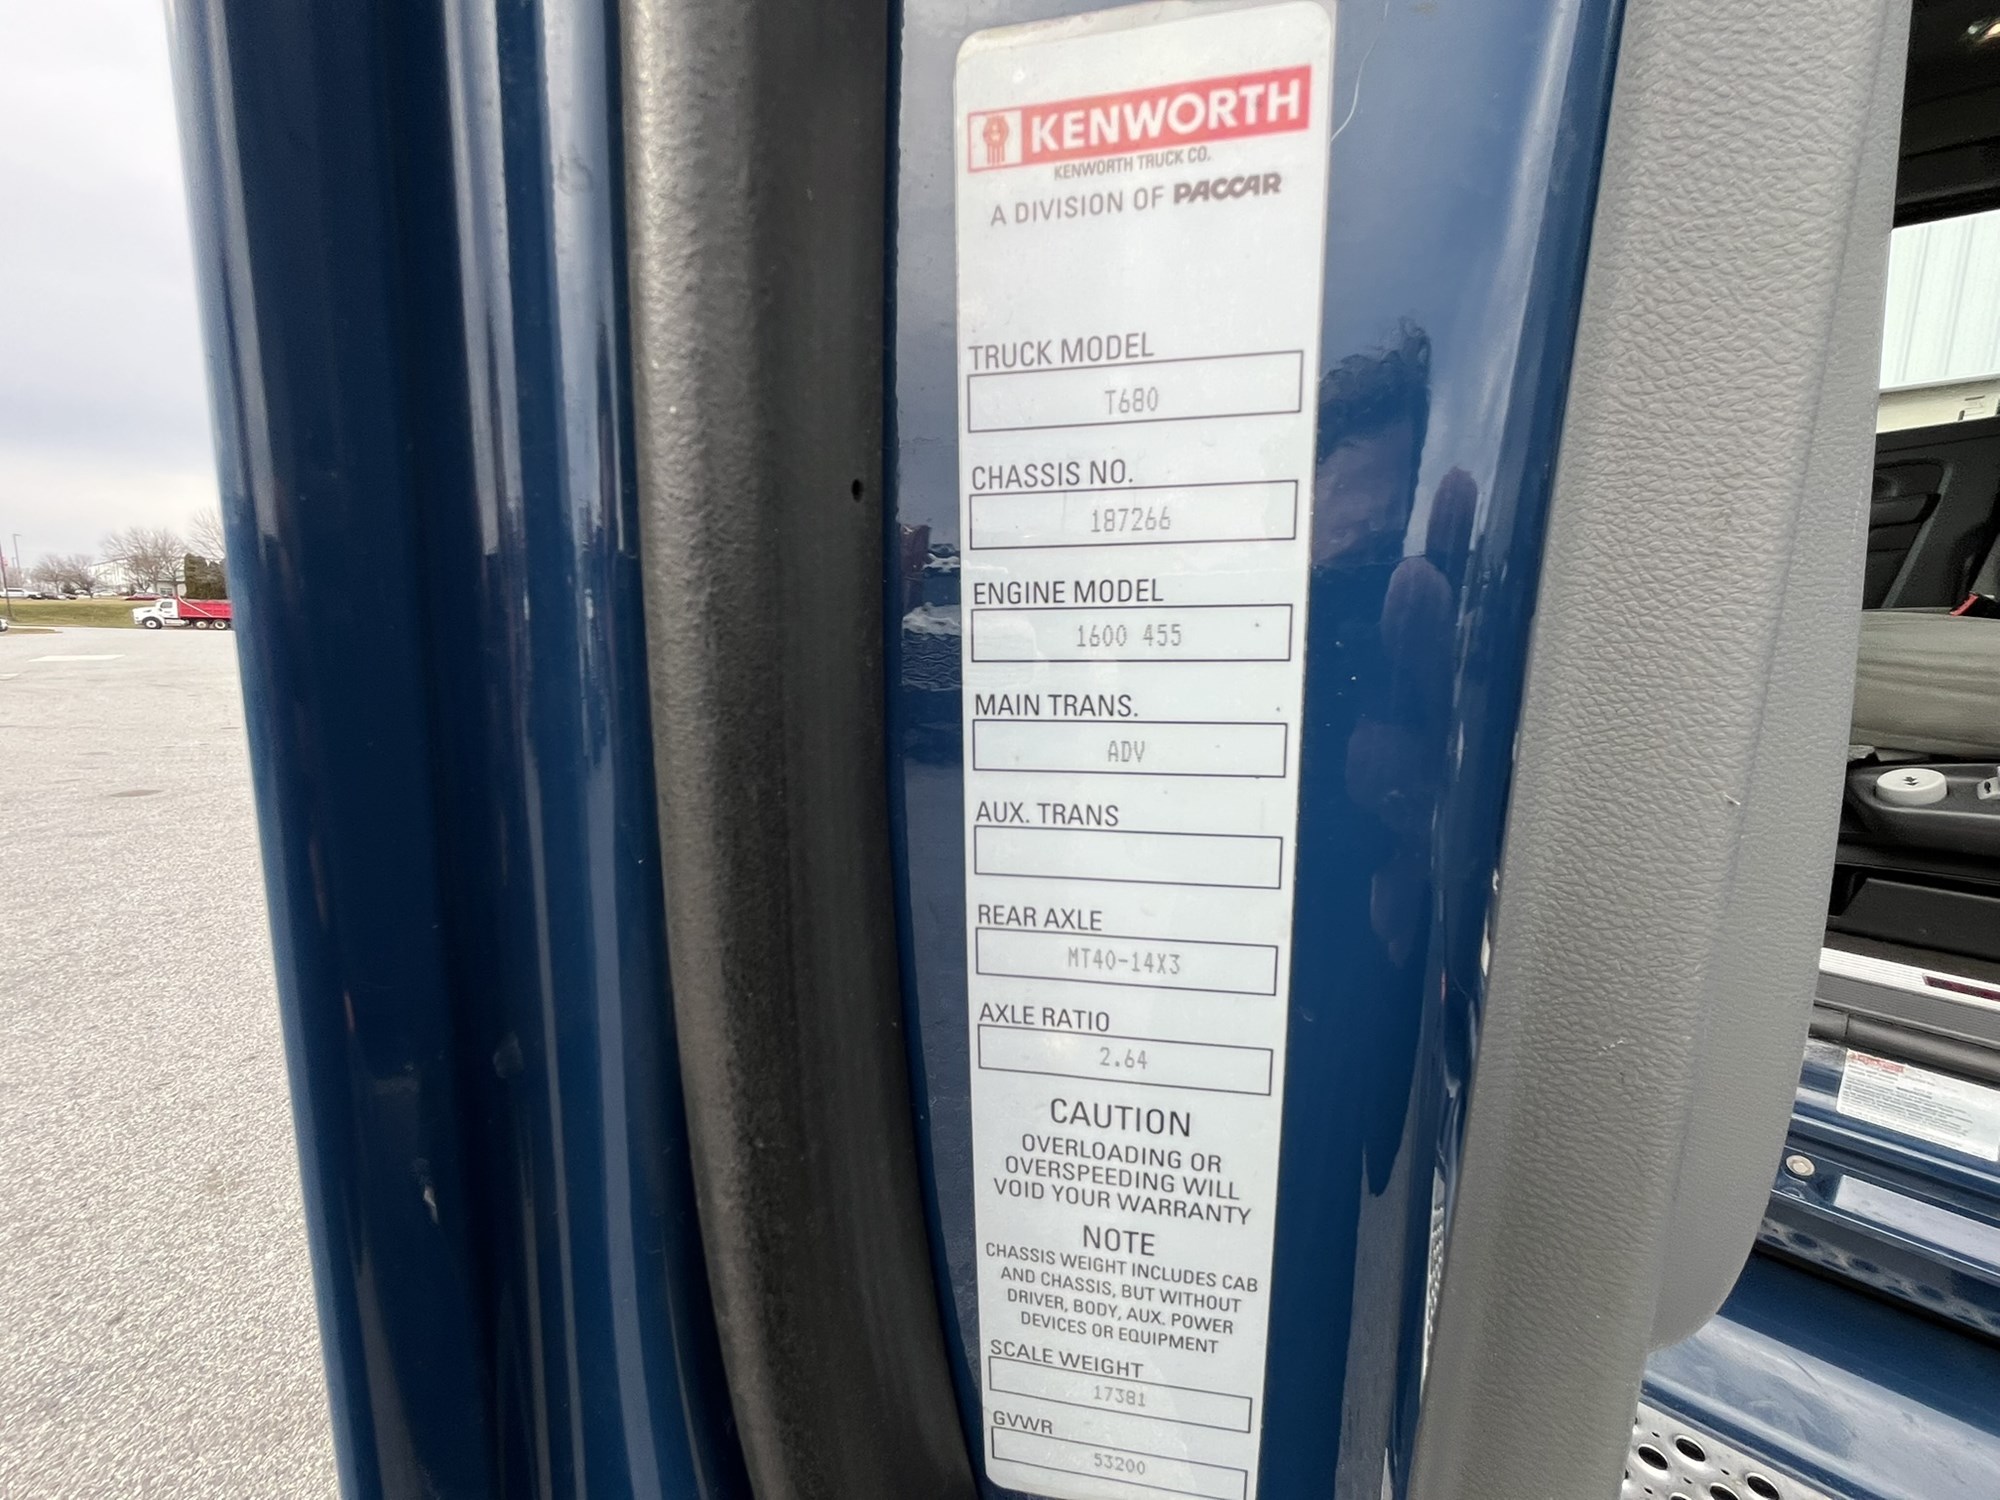 KENWORTH
KENWORTH TRUCK CO.
A DIVISION OF PACCAR
TRUCK MODEL
T680
CHASSIS NO.
187266
ENGINE MODEL
1600 455
MAIN TRANS.
ADV
AUX. TRANS
REAR AXLE
MT40-14X3
AXLE RATIO
2.64
CAUTION
OVERLOADING OR
OVERSPEEDING WILL
VOID YOUR WARRANTY
NOTE
CHASSIS WEIGHT INCLUDES CAB
AND CHASSIS, BUT WITHOUT
DRIVER, BODY, AUX. POWER
DEVICES OR EQUIPMENT
SCALE WEIGHT
17381
GVWR
53200